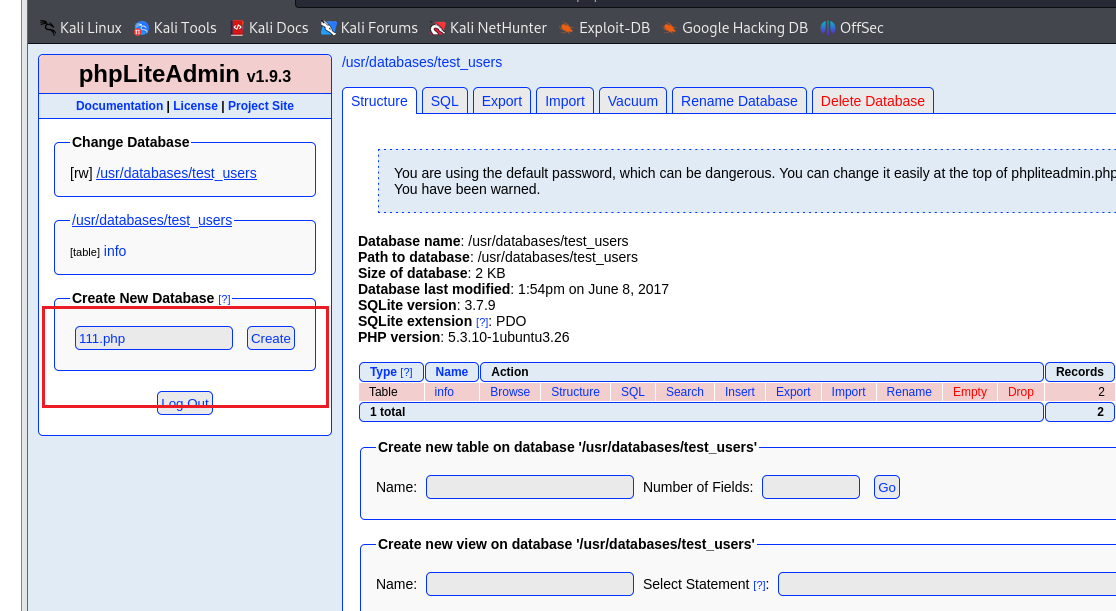 Kali Linux Kali Tools Kali Docs Kali Forums Kali NetHunter Exploit-DB Google Hacking DB OffSec
phpLiteAdmin v1.9.3
Documentation | License | Project Site
Change Database
[rw] /usr/databases/test_users
/usr/databases/test_users
[table] info
Create New Database [?]
111.php Create
Log Out
/usr/databases/test_users
Structure SQL Export Import Vacuum Rename Database Delete Database
You are using the default password, which can be dangerous. You can change it easily at the top of phpliteadmin.php
You have been warned.
Database name: /usr/databases/test_users
Path to database: /usr/databases/test_users
Size of database: 2 KB
Database last modified: 1:54pm on June 8, 2017
SQLite version: 3.7.9
SQLite extension [?]: PDO
PHP version: 5.3.10-1ubuntu3.26
Type [?] Name Action Records
Table info Browse Structure SQL Search Insert Export Import Rename Empty Drop 2
1 total 2
Create new table on database '/usr/databases/test_users'
Name: Number of Fields: Go
Create new view on database '/usr/databases/test_users'
Name: Select Statement [?]: